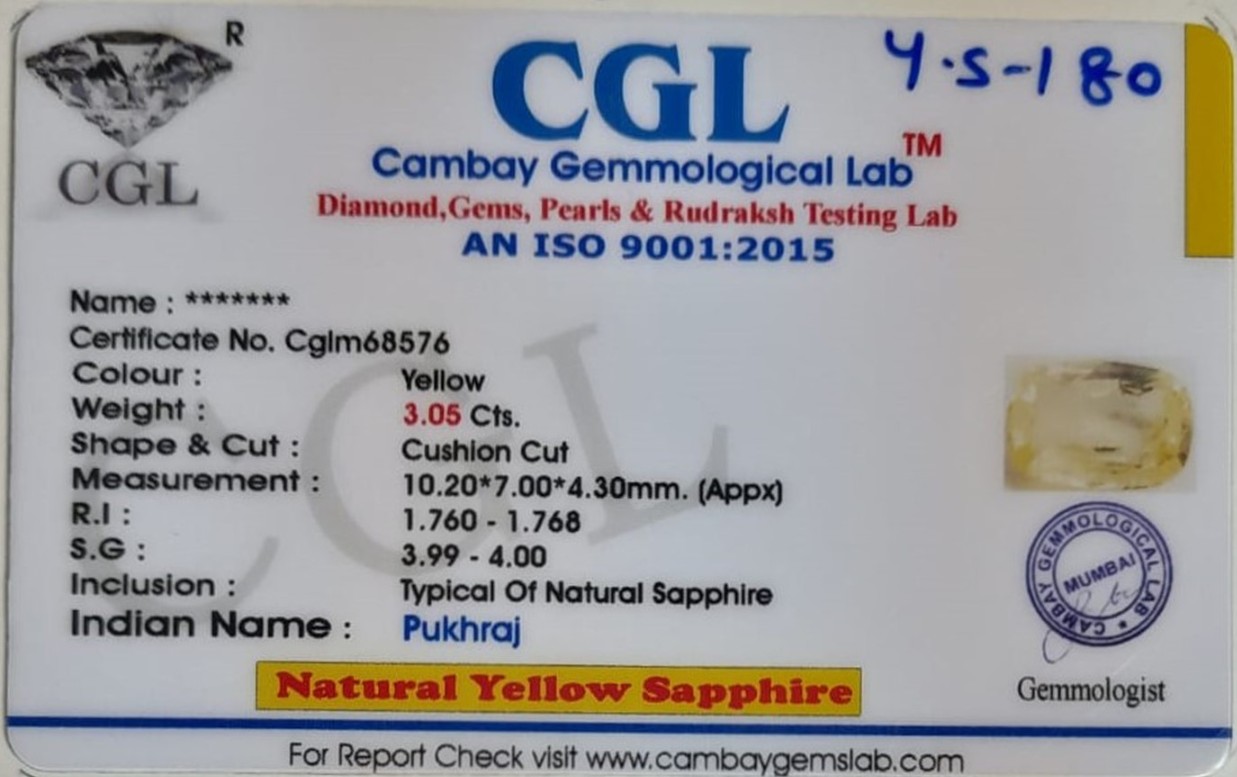 R
CGL
CGL
Y.S-180
TM
Cambay Gemmological Lab
Diamond,Gems, Pearls & Rudraksh Testing Lab
AN ISO 9001:2015
Name : *******
Certificate No. Cglm68576
Colour : Yellow
Weight : 3.05 Cts.
Shape & Cut : Cushion Cut
Measurement : 10.20*7.00*4.30mm. (Appx)
R.I : 1.760 - 1.768
S.G : 3.99 - 4.00
Inclusion : Typical Of Natural Sapphire
Indian Name : Pukhraj
CGL
CAMBAY GEMMOLOGICAL LAB *
MUMBAI
Gemmologist
Natural Yellow Sapphire
For Report Check visit www.cambaygemslab.com